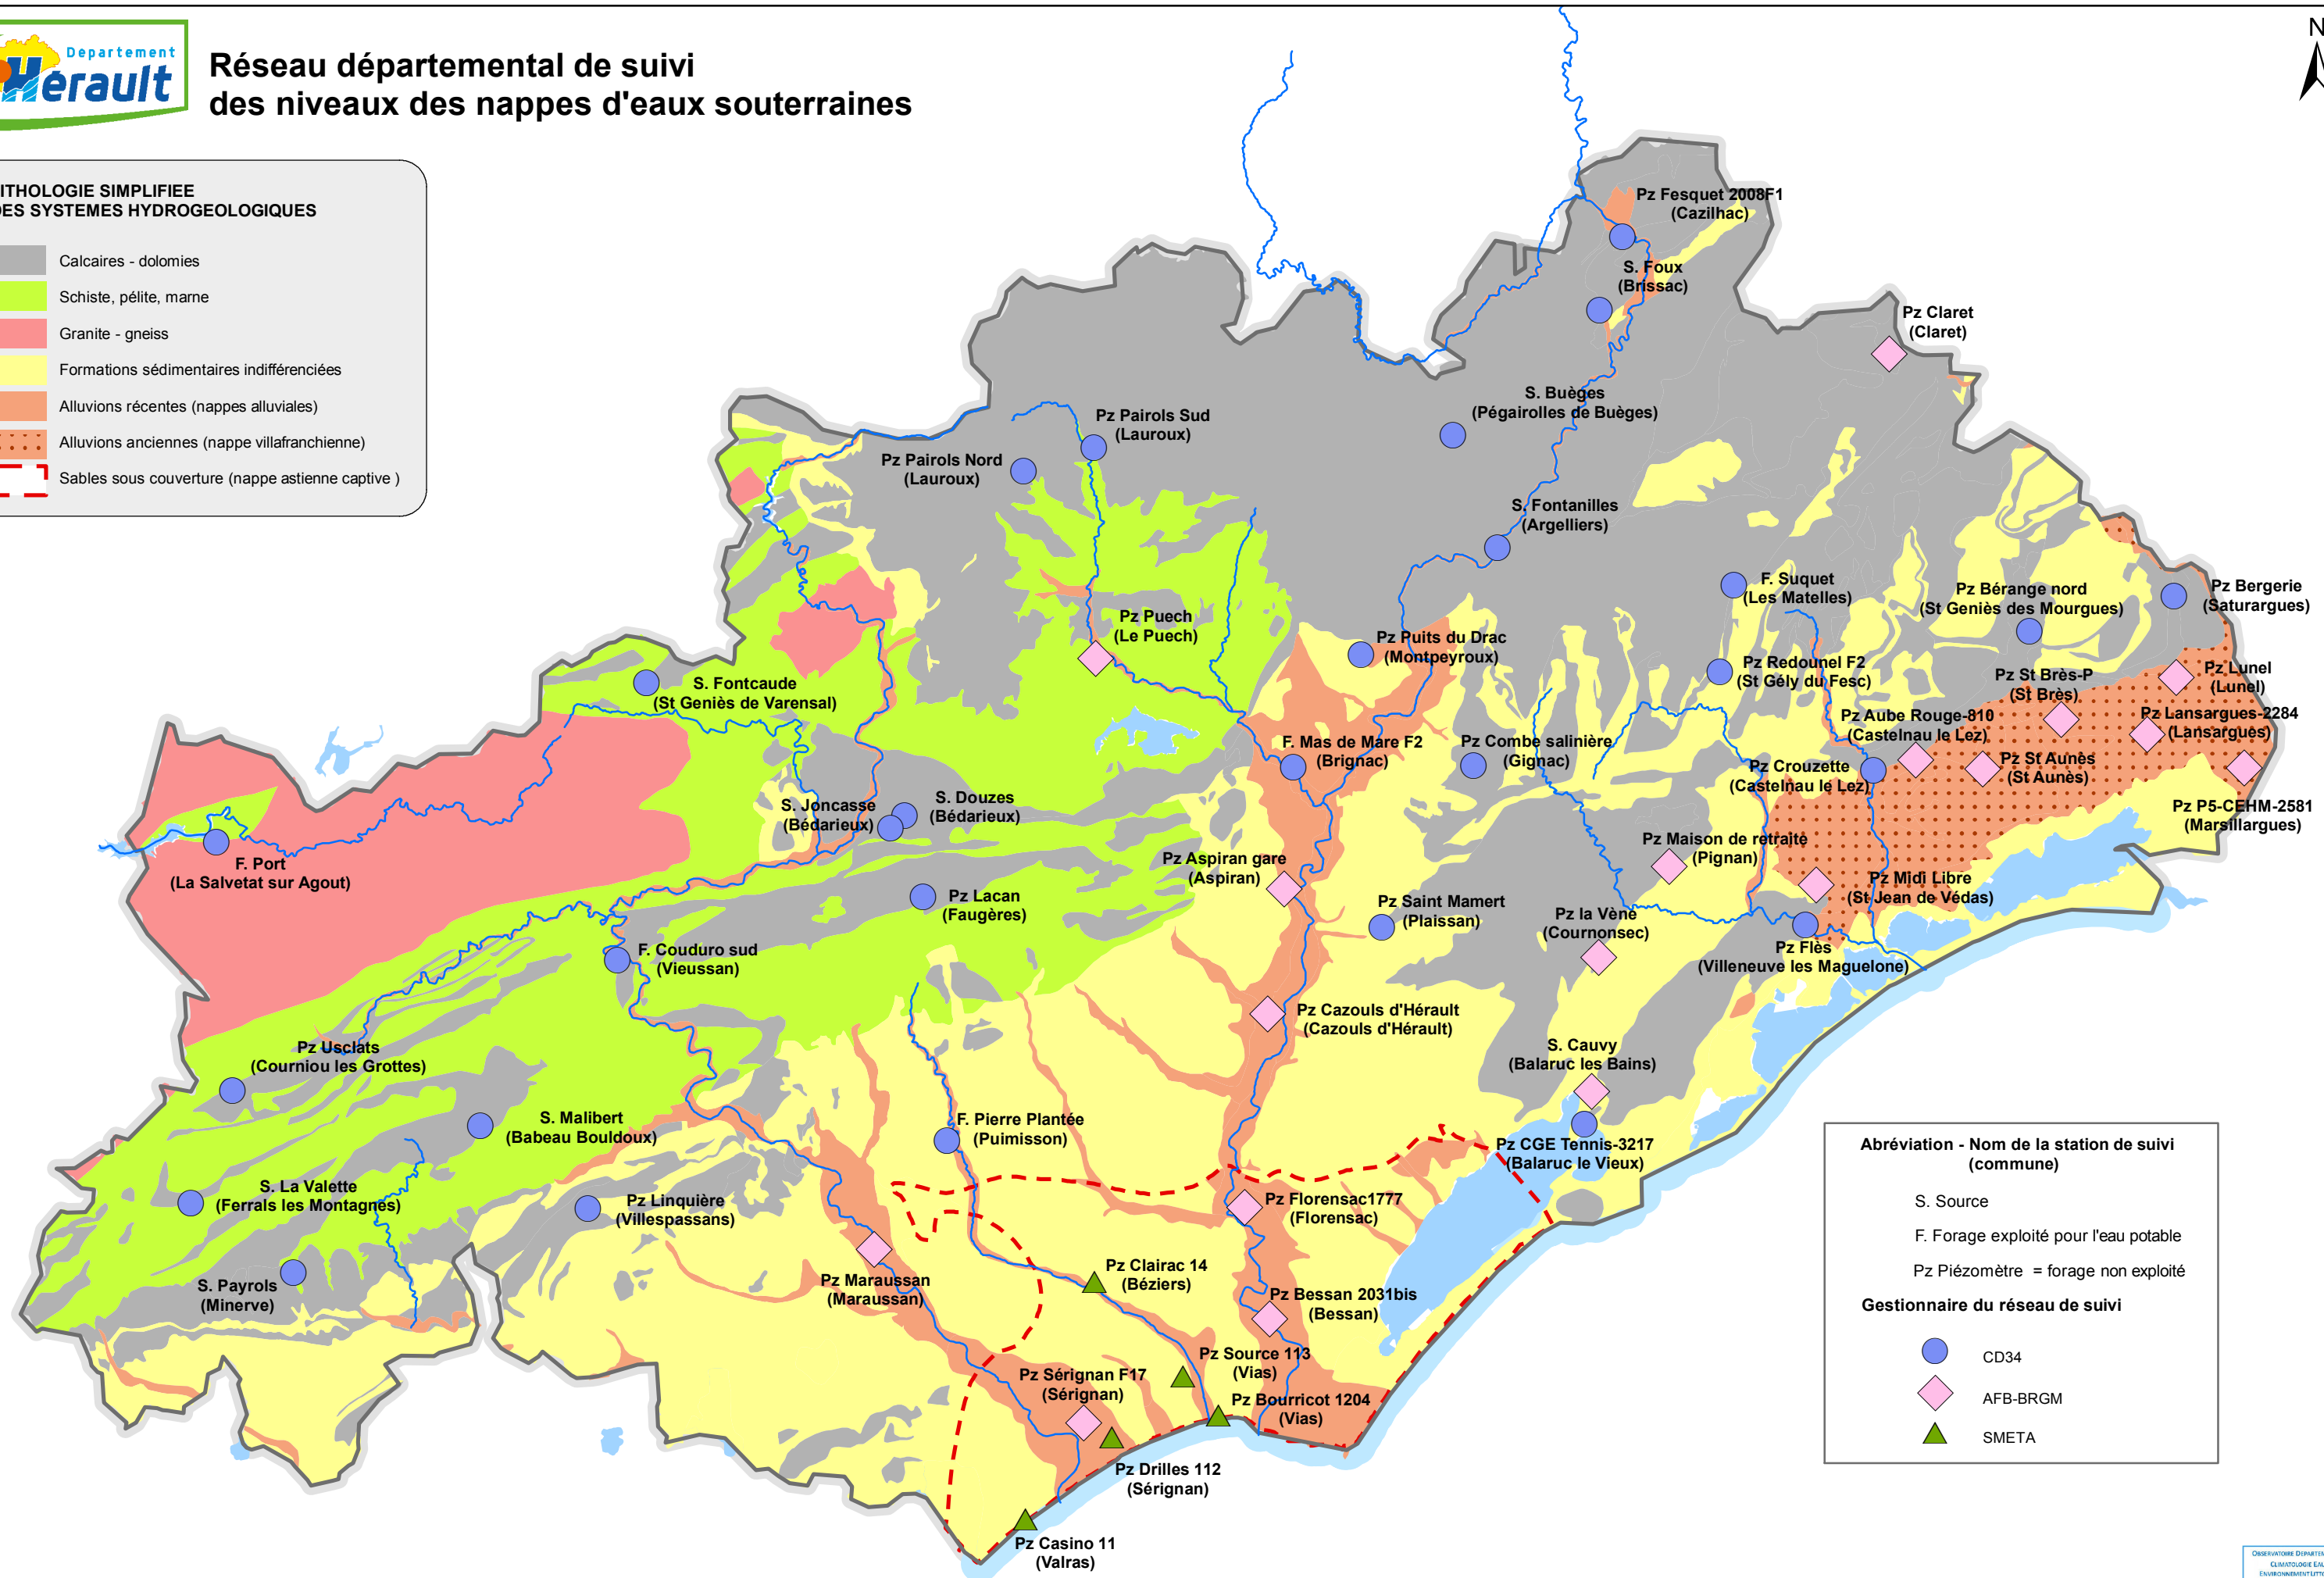 Département
Hérault
Réseau départemental de suivi
des niveaux des nappes d'eaux souterraines
N
ITHOLOGIE SIMPLIFIEE
DES SYSTEMES HYDROGEOLOGIQUES
Calcaires - dolomies
Schiste, pélite, marne
Granite - gneiss
Formations sédimentaires indifférenciées
Alluvions récentes (nappes alluviales)
Alluvions anciennes (nappe villafranchienne)
Sables sous couverture (nappe astienne captive )
Pz Fesquet 2008F1
(Cazilhac)
S. Foux
(Brissac)
Pz Claret
(Claret)
S. Buèges
(Pégairolles de Buèges)
Pz Pairols Sud
(Lauroux)
Pz Pairols Nord
(Lauroux)
S. Fontanilles
(Argelliers)
F. Suquet
(Les Matelles)
Pz Bérange nord
(St Geniès des Mourgues)
Pz Bergerie
(Saturargues)
Pz Puech
(Le Puech)
Pz Puits du Drac
(Montpeyroux)
Pz Redounel F2
(St Gély du Fesc)
Pz St Brès-P
(St Brès)
Pz Lunel
(Lunel)
S. Fontcaude
(St Geniès de Varensal)
Pz Aube Rouge-810
(Castelnau le Lez)
Pz Lansargues-2284
(Lansargues)
F. Mas de Mare F2
(Brignac)
Pz Combe salinière
(Gignac)
Pz Crouzette
(Castelnau le Lez)
Pz St Aunès
(St Aunès)
S. Joncasse
(Bédarieux)
S. Douzes
(Bédarieux)
Pz P5-CEHM-2581
(Marsillargues)
F. Port
(La Salvetat sur Agout)
Pz Aspiran gare
(Aspiran)
Pz Maison de retraite
(Pignan)
Pz Lacan
(Faugères)
Pz Saint Mamert
(Plaissan)
Pz la Vène
(Cournonsec)
Pz Midi Libre
(St Jean de Védas)
F. Couduro sud
(Vieussan)
Pz Flès
(Villeneuve les Maguelone)
Pz Cazouls d'Hérault
(Cazouls d'Hérault)
Pz Usclats
(Courniou les Grottes)
S. Cauvy
(Balaruc les Bains)
S. Malibert
(Babeau Bouldoux)
F. Pierre Plantée
(Puimisson)
Pz CGE Tennis-3217
(Balaruc le Vieux)
S. La Valette
(Ferrals les Montagnes)
Pz Linquière
(Villespassans)
Pz Florensac1777
(Florensac)
S. Payrols
(Minerve)
Pz Maraussan
(Maraussan)
Pz Clairac 14
(Béziers)
Pz Bessan 2031bis
(Bessan)
Pz Source 113
(Vias)
Pz Sérignan F17
(Sérignan)
Pz Bourricot 1204
(Vias)
Pz Drilles 112
(Sérignan)
Pz Casino 11
(Valras)
Abréviation - Nom de la station de suivi
(commune)
S. Source
F. Forage exploité pour l'eau potable
Pz Piézomètre = forage non exploité
Gestionnaire du réseau de suivi
CD34
AFB-BRGM
SMETA